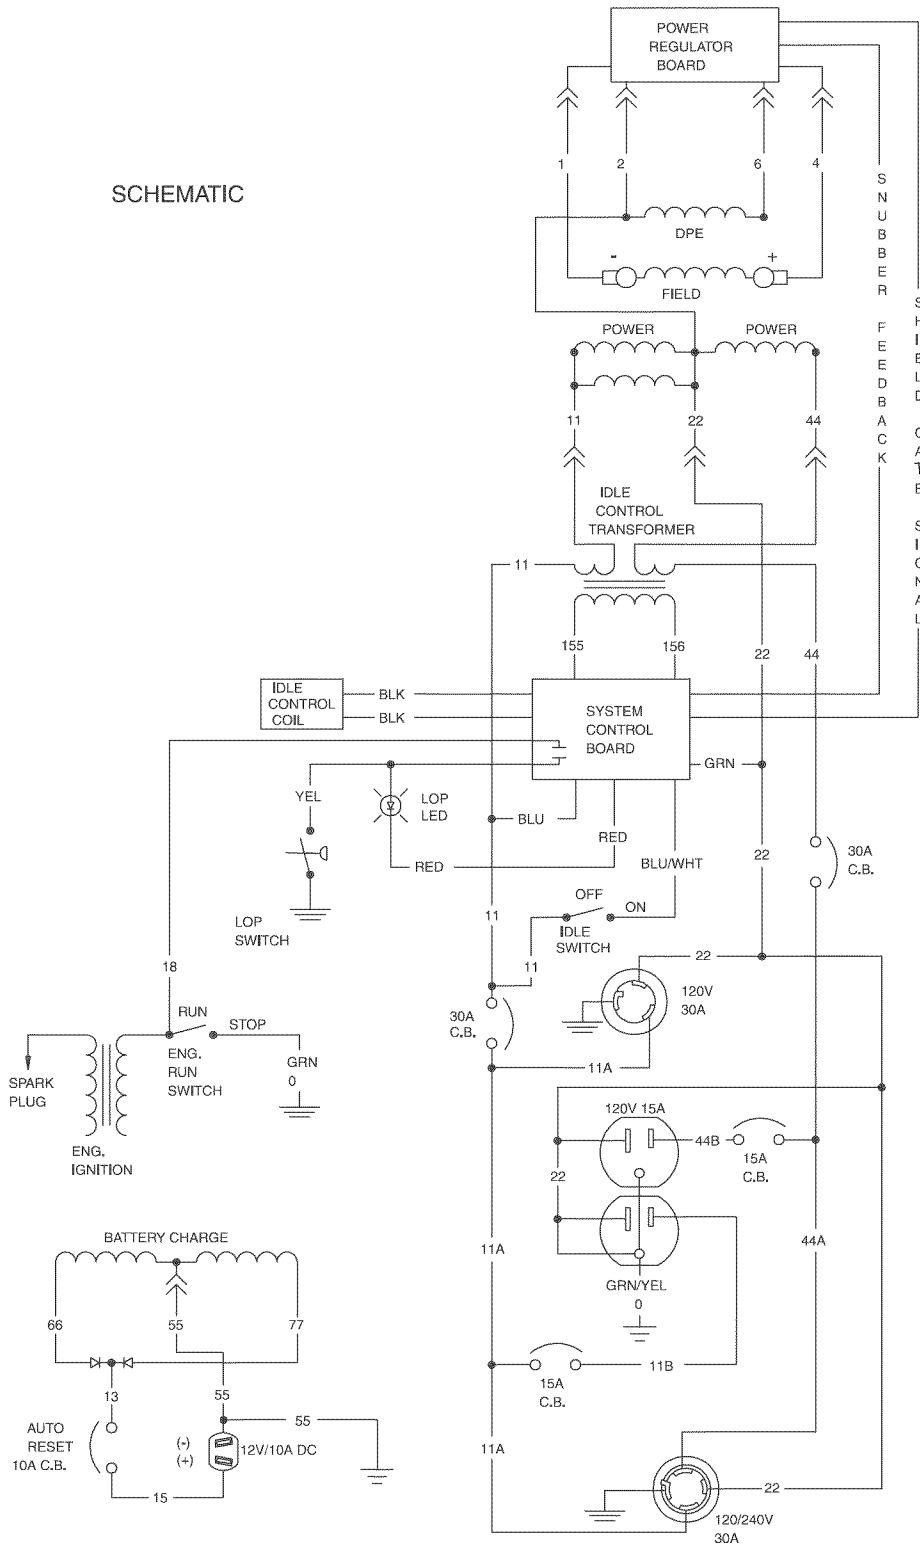 SCHEMATIC
POWER
REGULATOR
BOARD
1
2
6
4
SNUBBER FEEDBACK
DPE
-
+
FIELD
POWER
POWER
11
22
44
IDLE
CONTROL
TRANSFORMER
11
155
156
22
44
IDLE
CONTROL
COIL
BLK
BLK
SYSTEM
CONTROL
BOARD
GRN
YEL
LOP
LED
BLU
RED
RED
BLU/WHT
22
30A
C.B.
LOP
SWITCH
11
OFF
ON
IDLE
SWITCH
11
22
18
120V
30A
30A
C.B.
11A
RUN
STOP
ENG.
RUN
SWITCH
GRN
0
SPARK
PLUG
ENG.
IGNITION
120V 15A
44B
15A
C.B.
22
11A
44A
GRN/YEL
0
BATTERY CHARGE
66
55
77
11B
15A
C.B.
13
55
55
AUTO
RESET
10A C.B.
(-)
(+)
12V/10A DC
15
11A
22
120/240V
30A